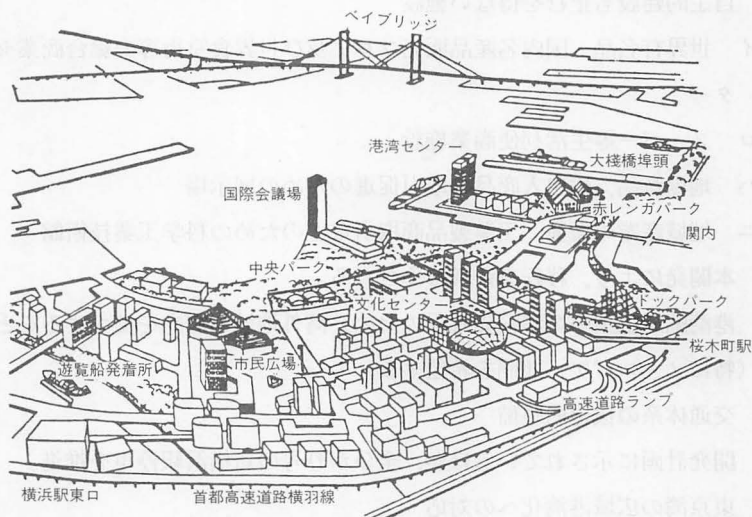 ベイブリッジ
港湾センター
大棧橋埠頭
国際会議場
赤レンガパーク
関内
中央パーク
文化センター
ドックパーク
桜木町駅
遊覧船発着所
市民広場
高速道路ランプ
横浜駅東口
首都高速道路横羽線